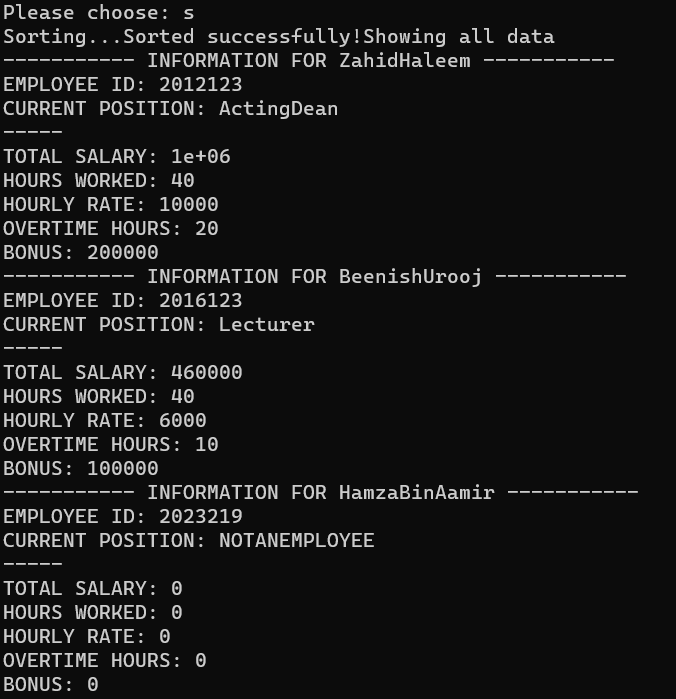 Please choose: s
Sorting...Sorted successfully!Showing all data
----------- INFORMATION FOR ZahidHaleem -----------
EMPLOYEE ID: 2012123
CURRENT POSITION: ActingDean
-----
TOTAL SALARY: 1e+06
HOURS WORKED: 40
HOURLY RATE: 10000
OVERTIME HOURS: 20
BONUS: 200000
----------- INFORMATION FOR BeenishUrooj -----------
EMPLOYEE ID: 2016123
CURRENT POSITION: Lecturer
-----
TOTAL SALARY: 460000
HOURS WORKED: 40
HOURLY RATE: 6000
OVERTIME HOURS: 10
BONUS: 100000
----------- INFORMATION FOR HamzaBinAamir -----------
EMPLOYEE ID: 2023219
CURRENT POSITION: NOTANEMPLOYEE
-----
TOTAL SALARY: 0
HOURS WORKED: 0
HOURLY RATE: 0
OVERTIME HOURS: 0
BONUS: 0